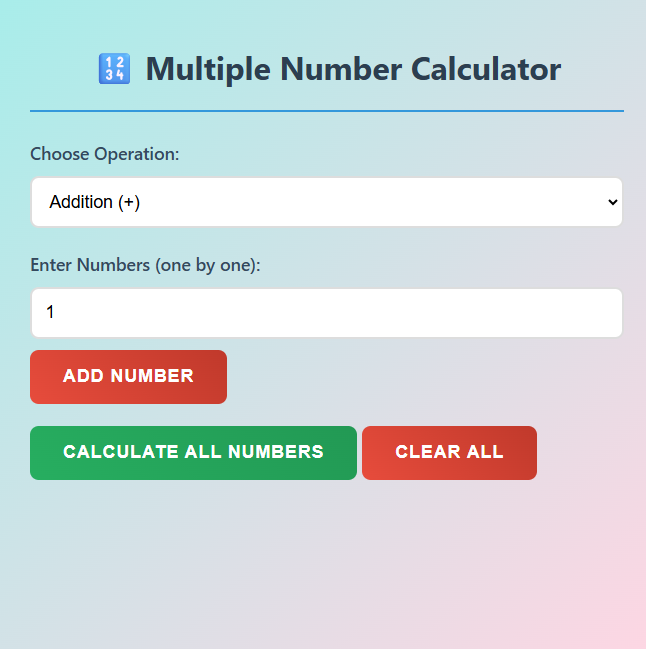 🔢 Multiple Number Calculator
Choose Operation:
Addition (+)
Enter Numbers (one by one):
1
ADD NUMBER
CALCULATE ALL NUMBERS CLEAR ALL